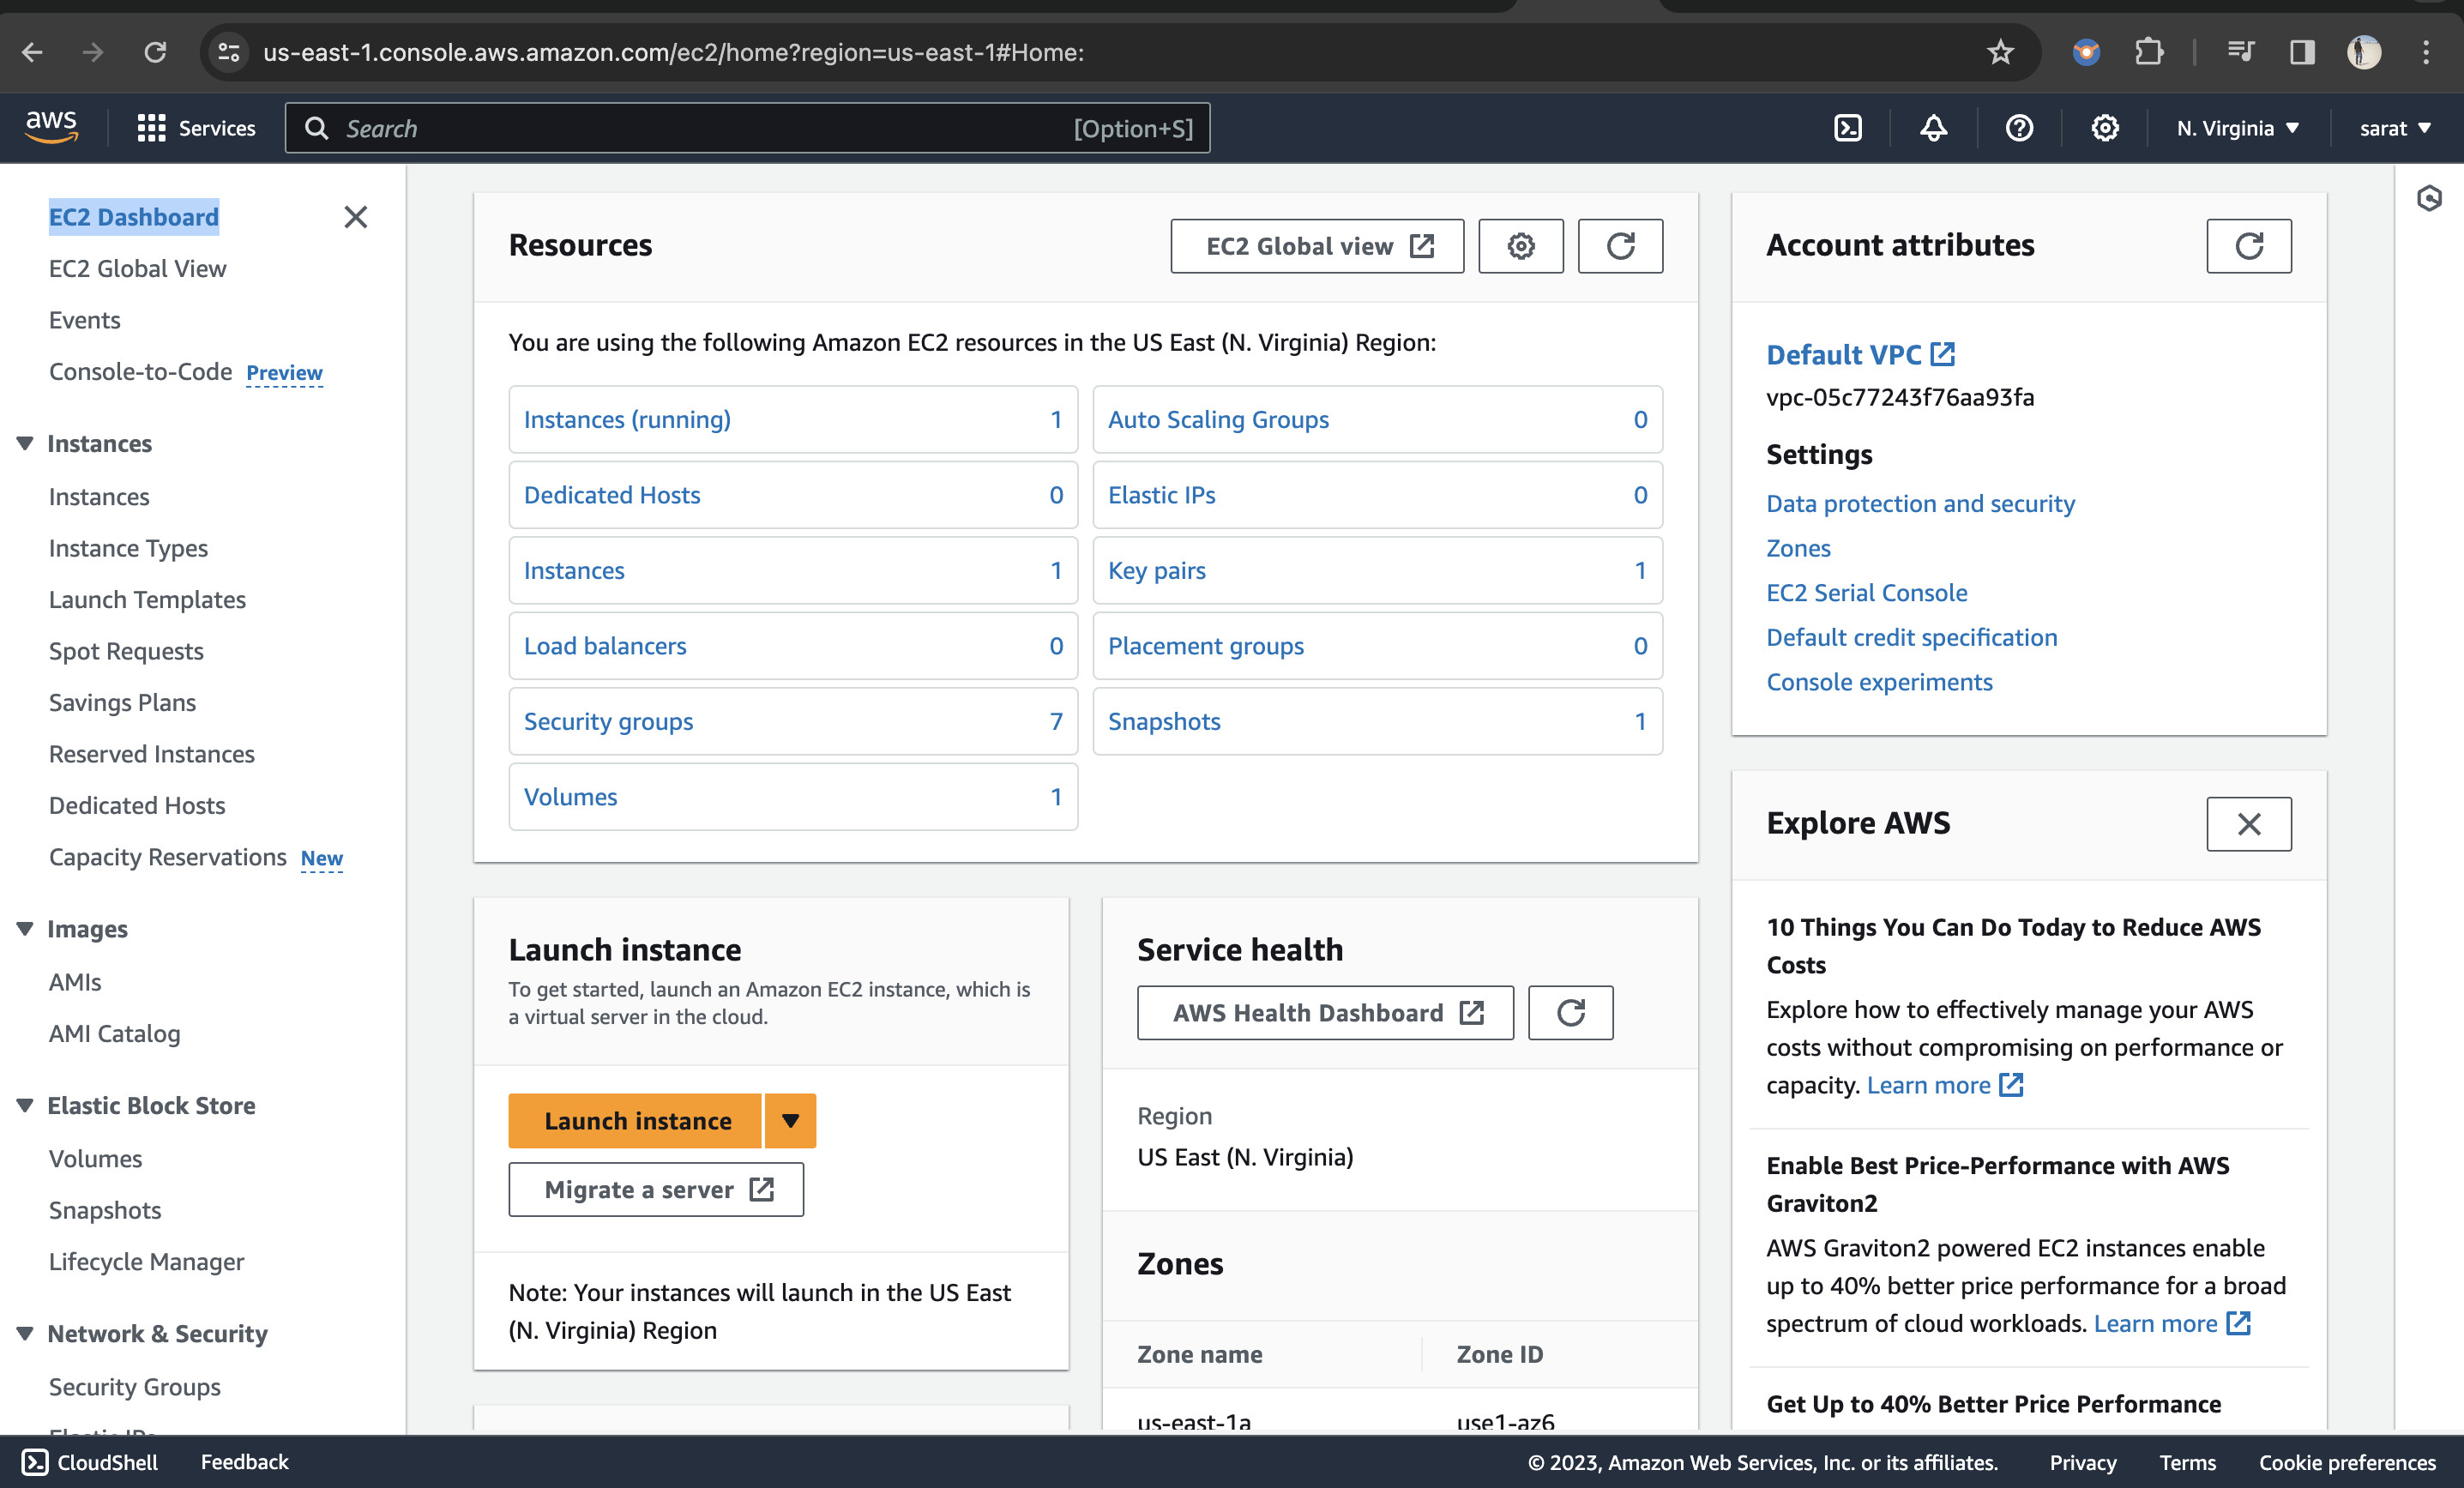 us-east-1.console.aws.amazon.com/ec2/home?region=us-east-1#Home:
aws
Services
Search
[Option+S]
N. Virginia
sarat
EC2 Dashboard
EC2 Global View
Events
Console-to-Code Preview
Instances
Instances
Instance Types
Launch Templates
Spot Requests
Savings Plans
Reserved Instances
Dedicated Hosts
Capacity Reservations New
Images
AMIs
AMI Catalog
Elastic Block Store
Volumes
Snapshots
Lifecycle Manager
Network & Security
Security Groups
Elastic IPs
Resources
EC2 Global view
You are using the following Amazon EC2 resources in the US East (N. Virginia) Region:
Instances (running) 1
Auto Scaling Groups 0
Dedicated Hosts 0
Elastic IPs 0
Instances 1
Key pairs 1
Load balancers 0
Placement groups 0
Security groups 7
Snapshots 1
Volumes 1
Launch instance
To get started, launch an Amazon EC2 instance, which is
a virtual server in the cloud.
Launch instance
Migrate a server
Note: Your instances will launch in the US East
(N. Virginia) Region
Service health
AWS Health Dashboard
Region
US East (N. Virginia)
Zones
Zone name
Zone ID
us-east-1a
use1-az6
Account attributes
Default VPC
vpc-05c77243f76aa93fa
Settings
Data protection and security
Zones
EC2 Serial Console
Default credit specification
Console experiments
Explore AWS
10 Things You Can Do Today to Reduce AWS
Costs
Explore how to effectively manage your AWS
costs without compromising on performance or
capacity. Learn more
Enable Best Price-Performance with AWS
Graviton2
AWS Graviton2 powered EC2 instances enable
up to 40% better price performance for a broad
spectrum of cloud workloads. Learn more
Get Up to 40% Better Price Performance
CloudShell
Feedback
© 2023, Amazon Web Services, Inc. or its affiliates.
Privacy
Terms
Cookie preferences